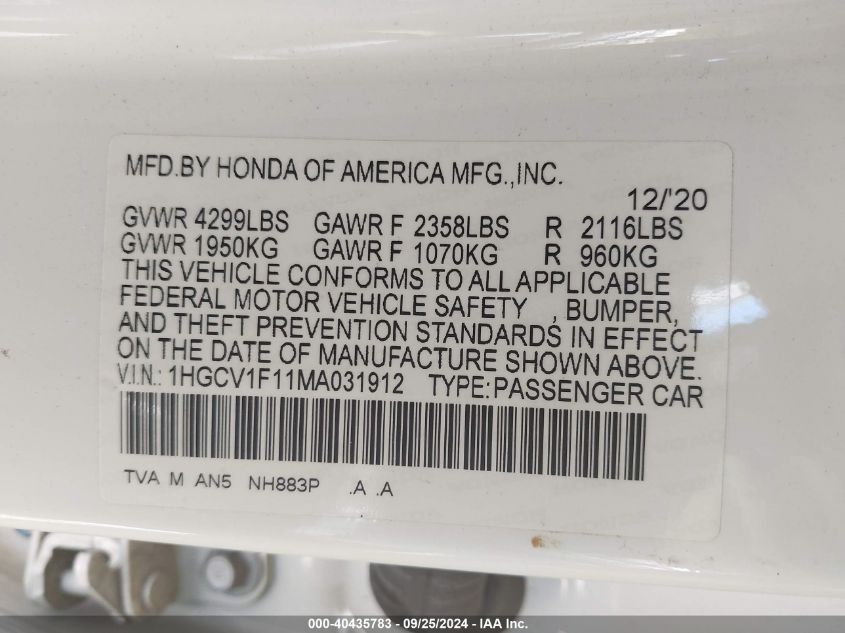 MFD.BY HONDA OF AMERICA MFG.,INC.
12/'20
GVWR 4299LBS GAWR F 2358LBS R 2116LBS
GVWR 1950KG GAWR F 1070KG R 960KG
THIS VEHICLE CONFORMS TO ALL APPLICABLE
FEDERAL MOTOR VEHICLE SAFETY , BUMPER,
AND THEFT PREVENTION STANDARDS IN EFFECT
ON THE DATE OF MANUFACTURE SHOWN ABOVE.
V.I.N.: 1HGCV1F11MA031912 TYPE:PASSENGER CAR
TVA M AN5 NH883P .A .A
000-40435783 - 09/25/2024 - IAA Inc.